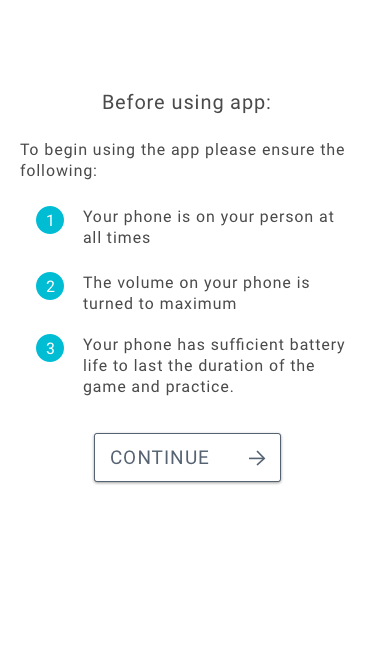 Before using app:
To begin using the app please ensure the
following:
1 Your phone is on your person at
all times
2 The volume on your phone is
turned to maximum
3 Your phone has sufficient battery
life to last the duration of the
game and practice.
CONTINUE